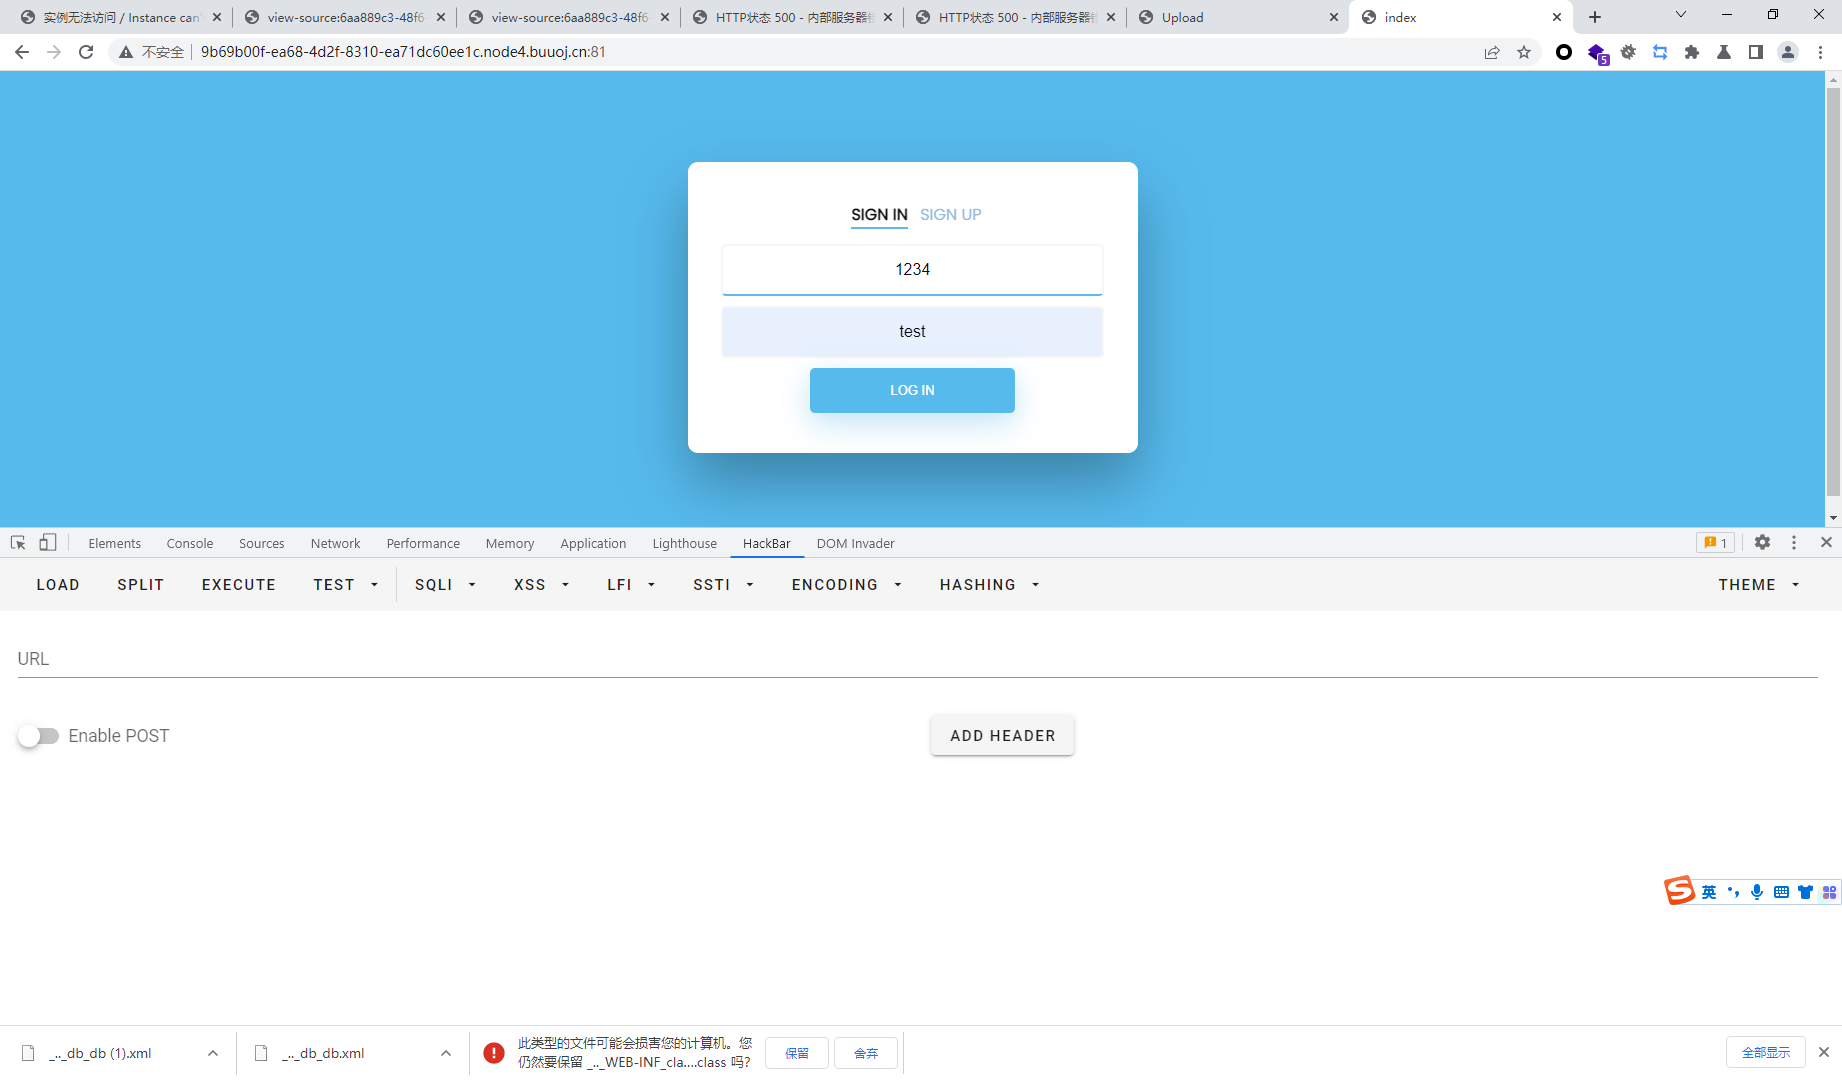 实例无法访问 / Instance can'
view-source:6aa889c3-48f6-
view-source:6aa889c3-48f6-
HTTP状态 500 - 内部服务器
HTTP状态 500 - 内部服务器
Upload
index
不安全
9b69b00f-ea68-4d2f-8310-ea71dc60ee1c.node4.buuoj.cn:81
5
SIGN IN SIGN UP
1234
test
LOG IN
Elements Console Sources Network Performance Memory Application Lighthouse HackBar DOM Invader 1
LOAD SPLIT EXECUTE TEST SQLI XSS LFI SSTI ENCODING HASHING THEME
URL
Enable POST ADD HEADER
英
_.._db_db (1).xml
_.._db_db.xml
此类型的文件可能会损害您的计算机。您
仍然要保留 _.._WEB-INF_cla....class 吗?
保留 舍弃
全部显示